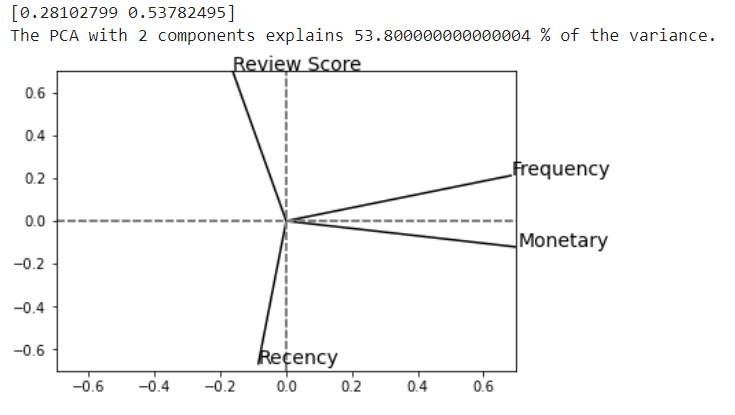 [0.28102799 0.53782495]
The PCA with 2 components explains 53.800000000000004 % of the variance.
Review Score
0.6
0.4
Frequency
0.2
0.0
Monetary
−0.2
−0.4
−0.6
Recency
−0.6 −0.4 −0.2 0.0 0.2 0.4 0.6